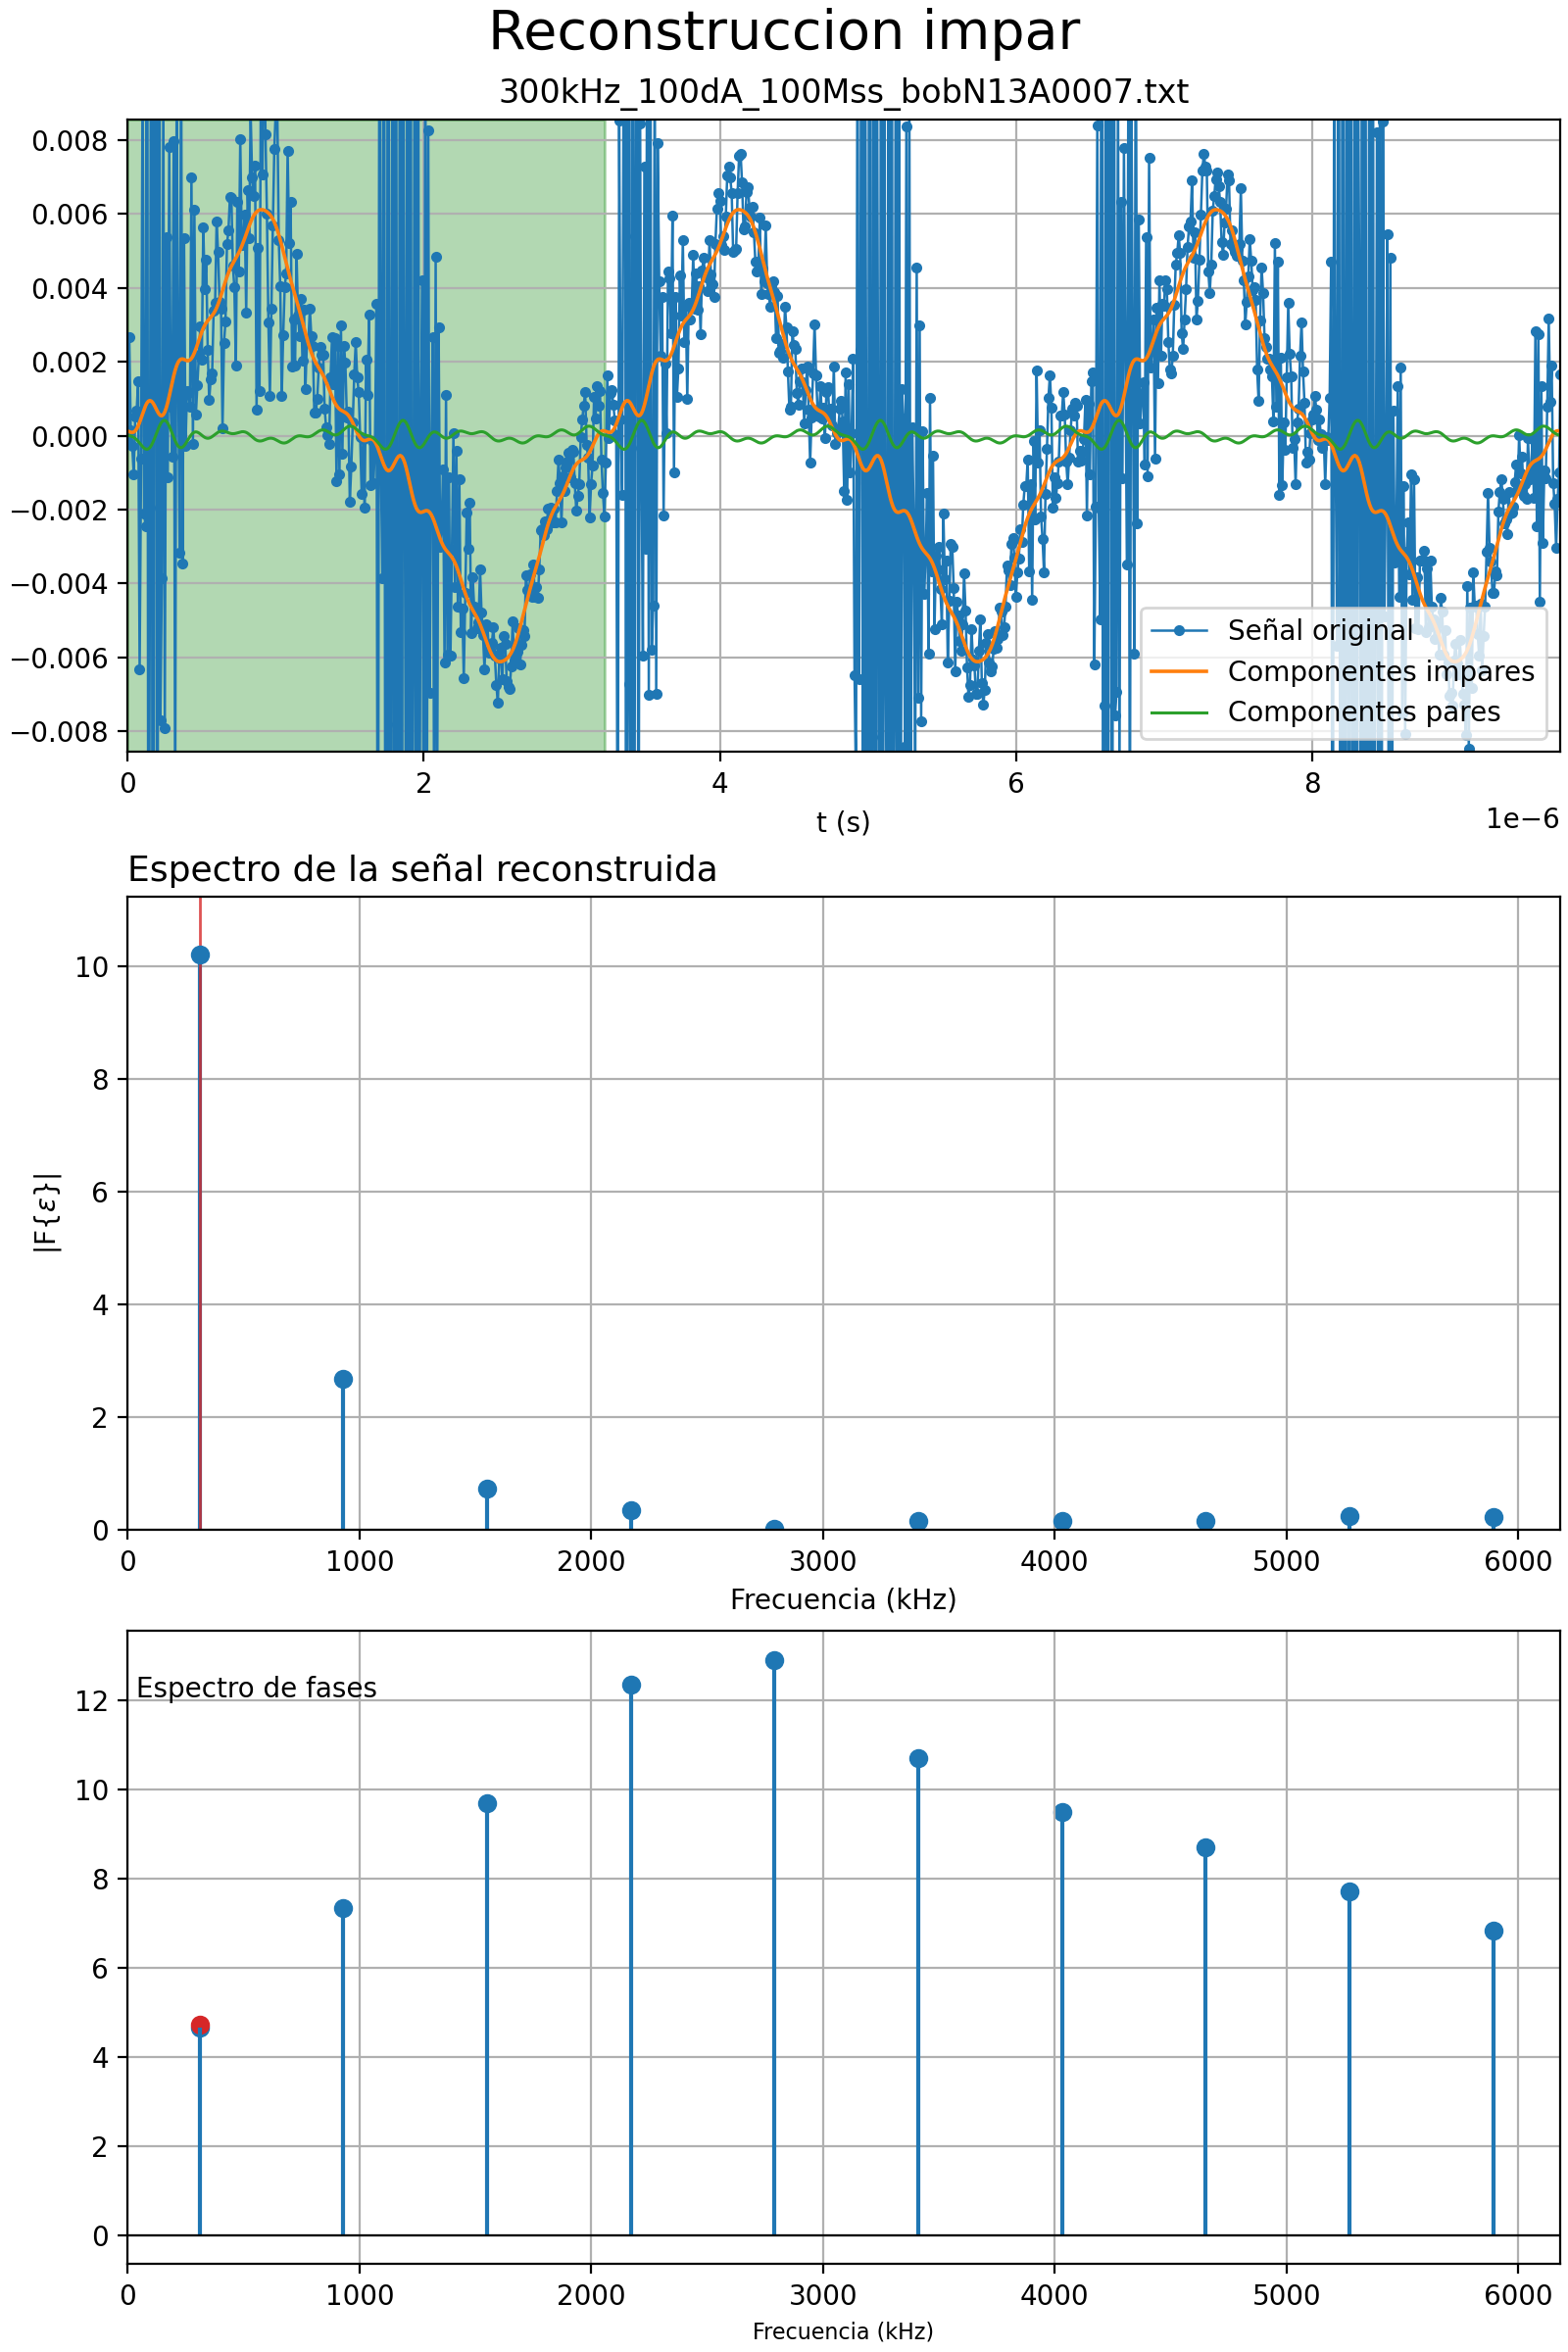 Reconstruccion impar
300kHz_100dA_100Mss_bobN13A0007.txt
0.008
0.006
0.004
0.002
0.000
−0.002
−0.004
−0.006
−0.008
Señal original
Componentes impares
Componentes pares
0 2 4 6 8
1e−6
t (s)
Espectro de la señal reconstruida
10
8
6
4
2
0
|F{ε}|
0 1000 2000 3000 4000 5000 6000
Frecuencia (kHz)
Espectro de fases
12
10
8
6
4
2
0
0 1000 2000 3000 4000 5000 6000
Frecuencia (kHz)